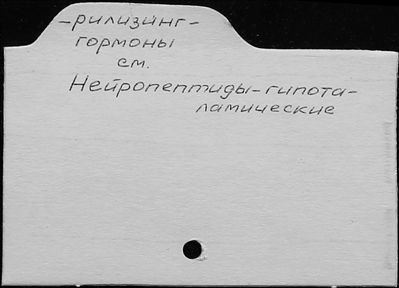 -рилизинг-
гормоны
см.
Нейропептиды-гипота-
ламические